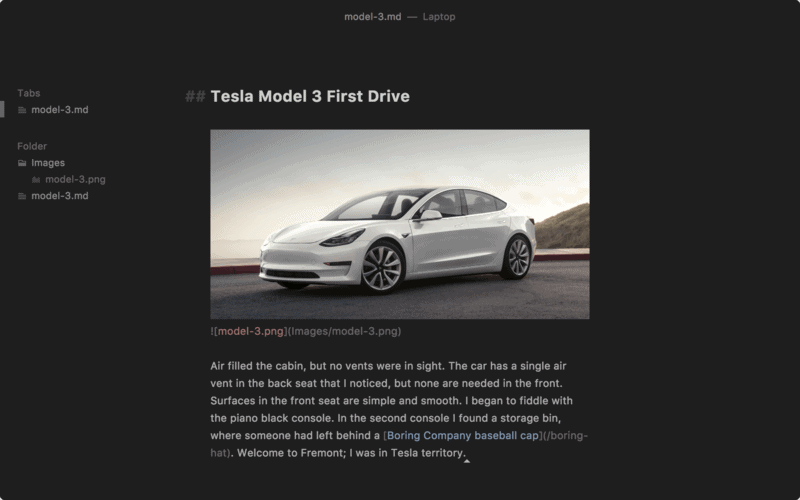 model-3.md — Laptop
Tabs
model-3.md
Folder
Images
model-3.png
model-3.md
## Tesla Model 3 First Drive
![model-3.png](Images/model-3.png)
Air filled the cabin, but no vents were in sight. The car has a single air
vent in the back seat that I noticed, but none are needed in the front.
Surfaces in the front seat are simple and smooth. I began to fiddle with
the piano black console. In the second console I found a storage bin,
where someone had left behind a [Boring Company baseball cap](/boring-
hat). Welcome to Fremont; I was in Tesla territory.